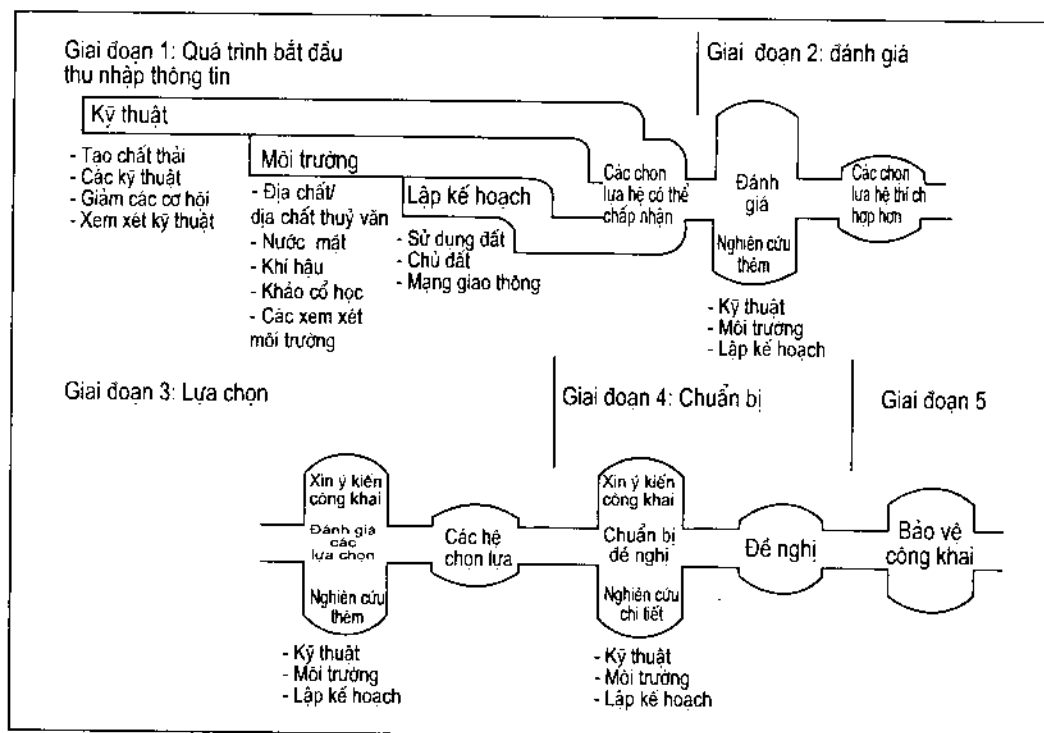 Giai đoạn 1: Quá trình bắt đầu
thu nhập thông tin
Kỹ thuật
- Tạo chất thải
- Các kỹ thuật
- Giảm các cơ hội
- Xem xét kỹ thuật
Môi trường
- Địa chất/
địa chất thuỷ văn
- Nước mặt
- Khí hậu
- Khảo cổ học
- Các xem xét
môi trường
Lập kế hoạch
- Sử dụng đất
- Chủ đất
- Mạng giao thông
Các chon
lựa hệ có thể
chấp nhận
Giai đoạn 2: đánh giá
Đánh
giá
Nghiên cứu
thêm
- Kỹ thuật
- Môi trường
- Lập kế hoạch
Các chon
lựa hệ thích
hợp hơn
Giai đoạn 3: Lựa chọn
Xin ý kiến
công khai
Đánh giá
các
lựa chọn
Nghiên cứu
thêm
- Kỹ thuật
- Môi trường
- Lập kế hoạch
Các hệ
chọn lựa
Giai đoạn 4: Chuẩn bị
Xin ý kiến
công khai
Chuẩn bị
đề nghị
Nghiên cứu
chi tiết
- Kỹ thuật
- Môi trường
- Lập kế hoạch
Đề nghị
Giai đoạn 5
Bảo vệ
công khai